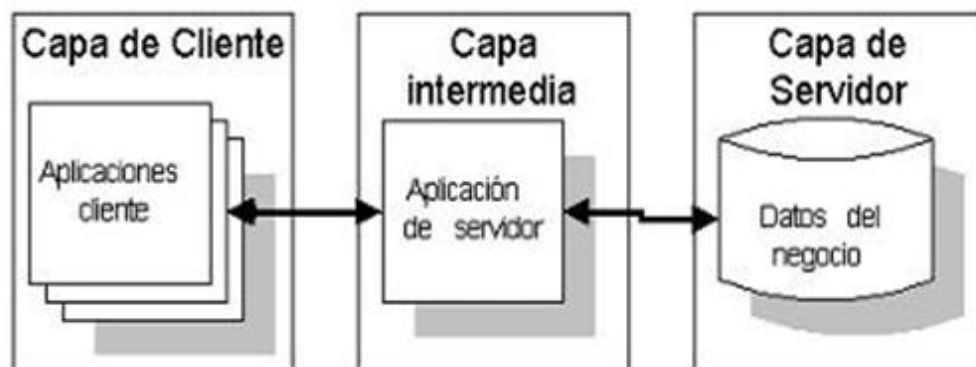 Capa de Cliente
Aplicaciones
cliente
Capa
intermedia
Aplicación
de servidor
Capa de
Servidor
Datos del
negocio